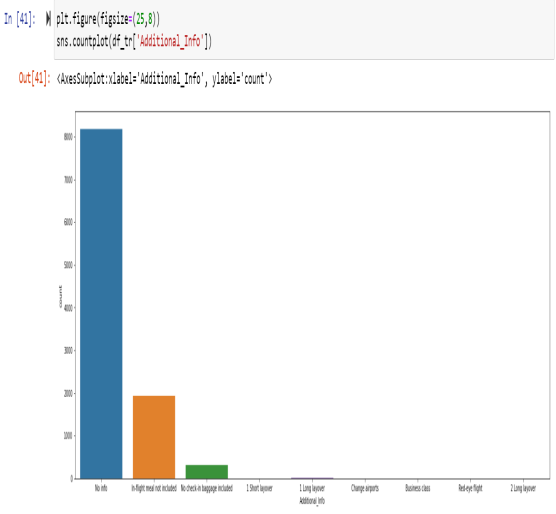 In [41]: plt.figure(figsize=(25,8))
sns.countplot(df_tr['Additional_Info'])
Out[41]: <AxesSubplot:xlabel='Additional_Info', ylabel='count'>
8000
7000
6000
5000
4000
3000
2000
1000
0
count
No info In-flight meal not included No check-in baggage included 1 Short layover 1 Long layover Change airports Business class Red-eye flight 2 Long layover
Additional_Info